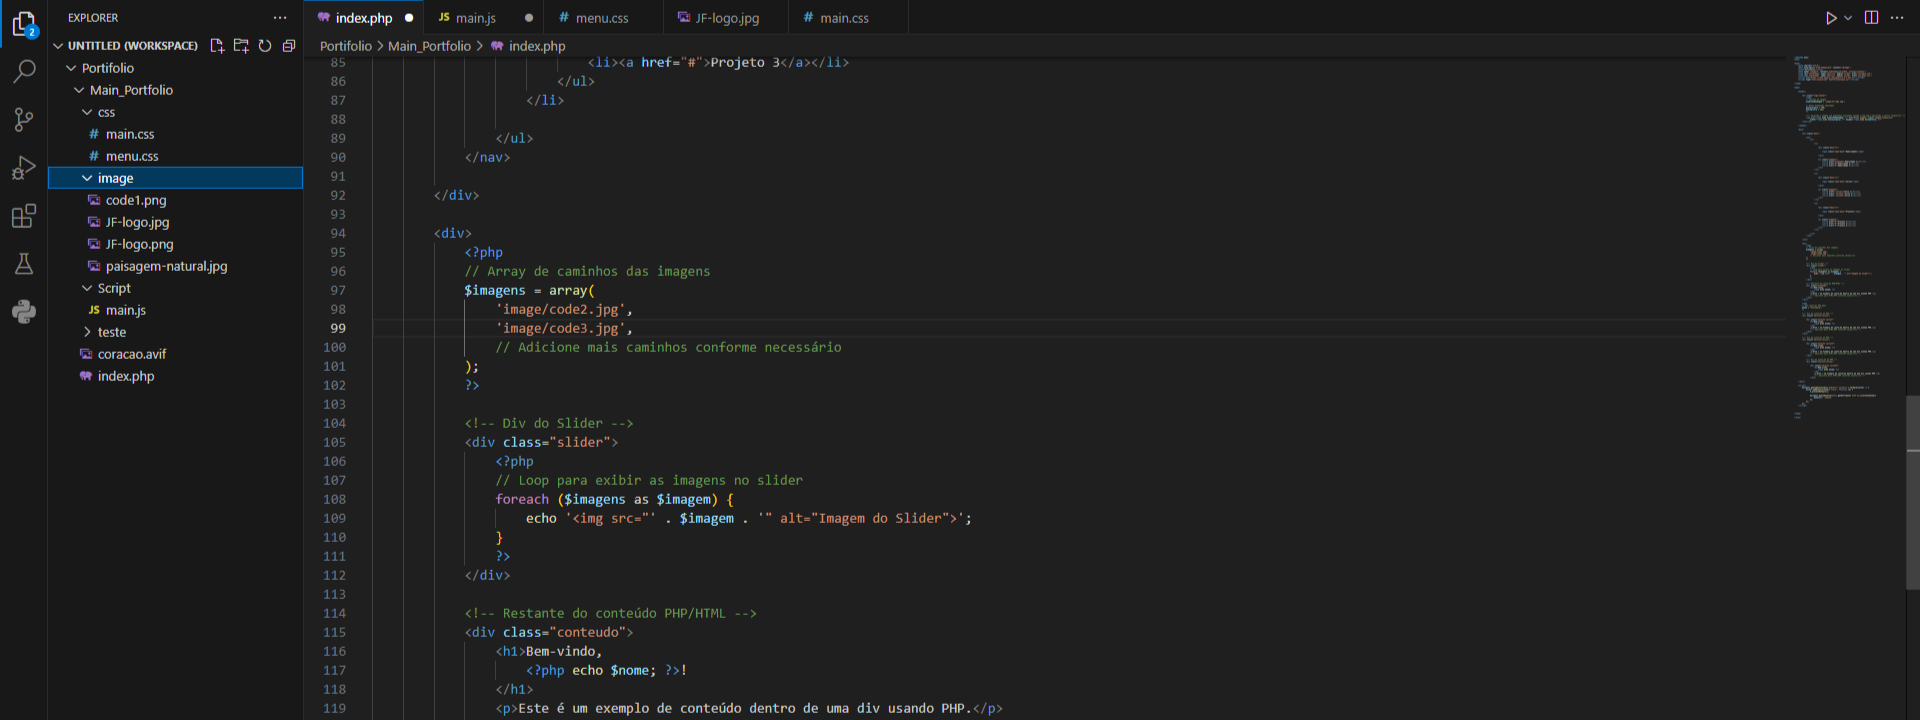 EXPLORER
index.php
JS main.js
# menu.css
JF-logo.jpg
# main.css
2
UNTITLED (WORKSPACE)
Portifolio
Main_Portfolio
css
# main.css
# menu.css
image
code1.png
JF-logo.jpg
JF-logo.png
paisagem-natural.jpg
Script
JS main.js
teste
coracao.avif
index.php
Portifolio > Main_Portfolio > index.php
85 <li><a href="#">Projeto 3</a></li>
86 </ul>
87 </li>
88
89 </ul>
90 </nav>
91
92 </div>
93
94 <div>
95 <?php
96 // Array de caminhos das imagens
97 $imagens = array(
98 'image/code2.jpg',
99 'image/code3.jpg',
100 // Adicione mais caminhos conforme necessário
101 );
102 ?>
103
104 <!-- Div do Slider -->
105 <div class="slider">
106 <?php
107 // Loop para exibir as imagens no slider
108 foreach ($imagens as $imagem) {
109 echo '<img src="' . $imagem . '" alt="Imagem do Slider">';
110 }
111 ?>
112 </div>
113
114 <!-- Restante do conteúdo PHP/HTML -->
115 <div class="conteudo">
116 <h1>Bem-vindo,
117 <?php echo $nome; ?>!
118 </h1>
119 <p>Este é um exemplo de conteúdo dentro de uma div usando PHP.</p>